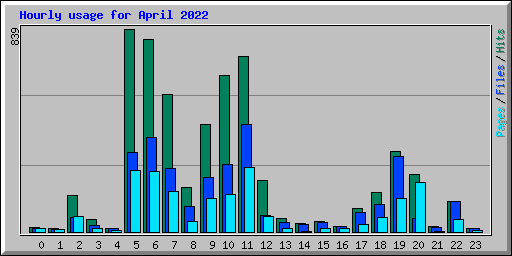 Hourly usage for April 2022
839
Pages / Files / Hits
0 1 2 3 4 5 6 7 8 9 10 11 12 13 14 15 16 17 18 19 20 21 22 23